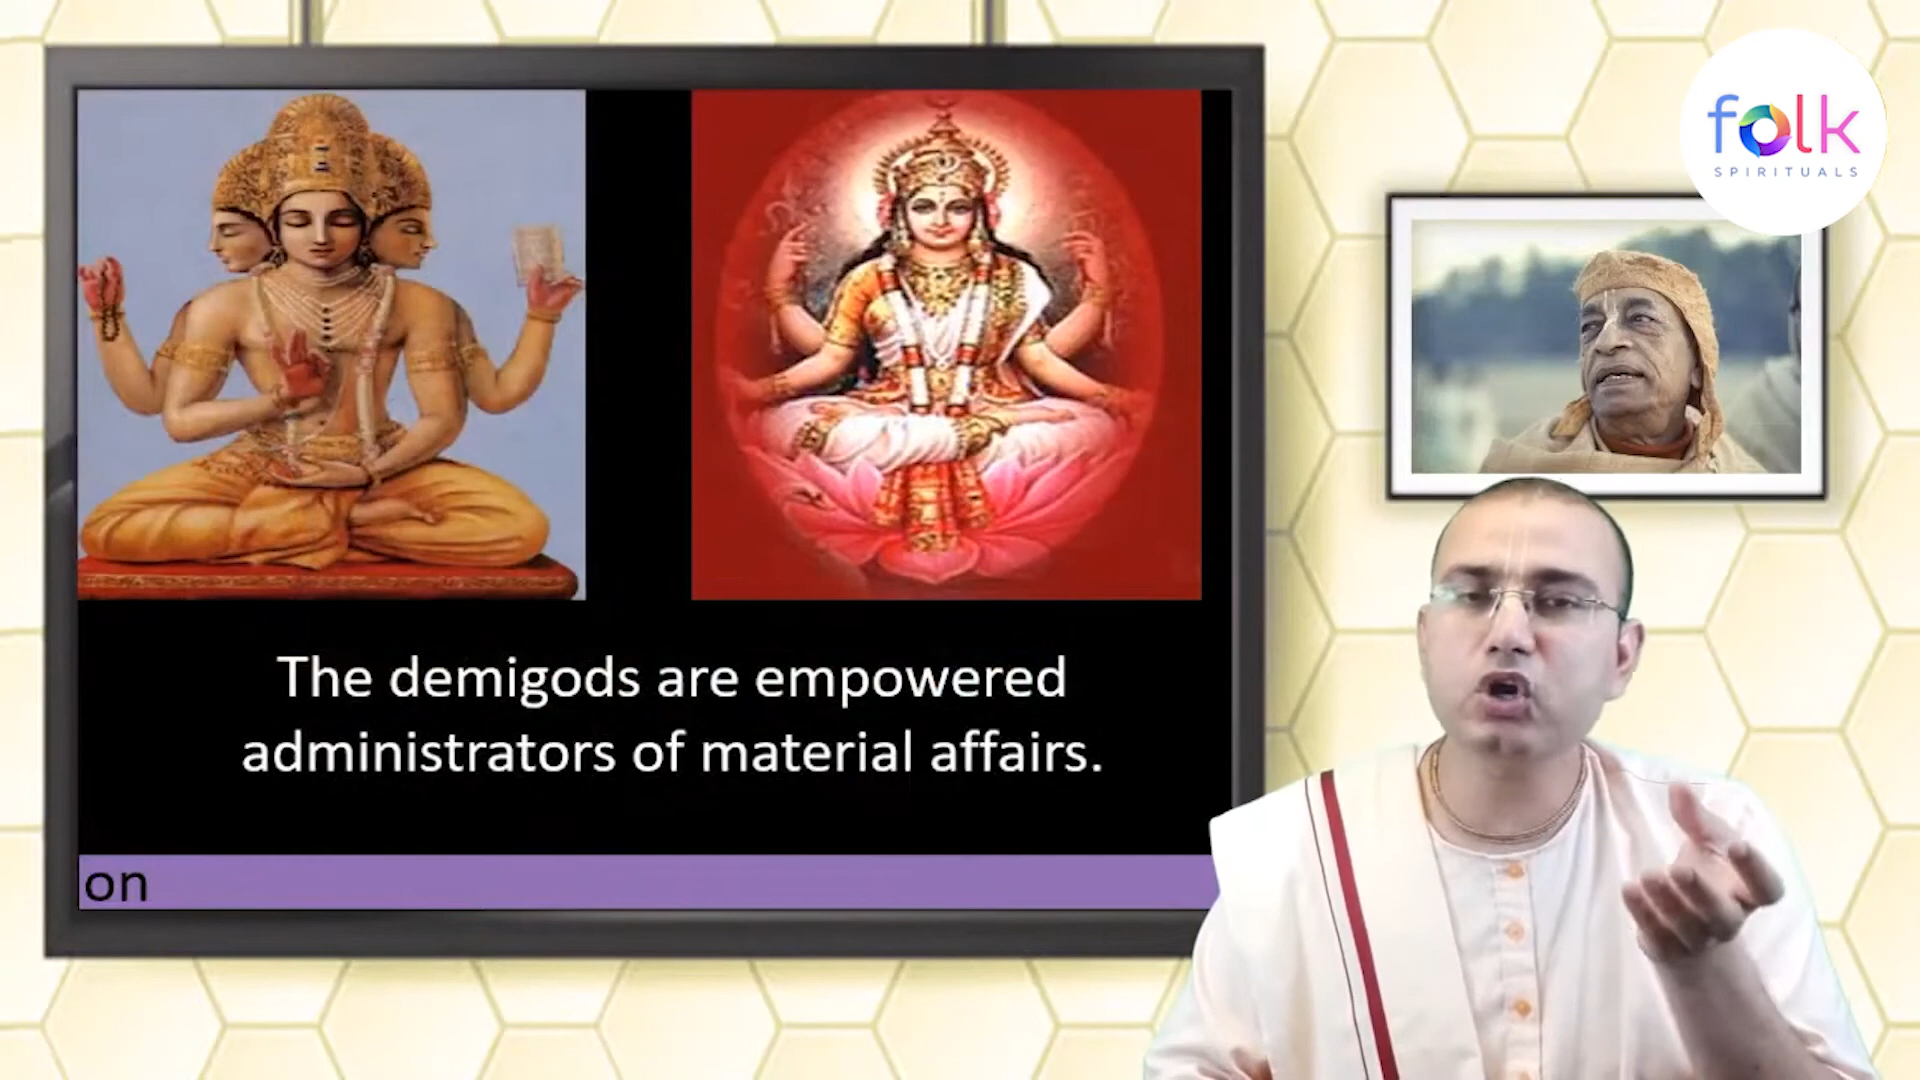 folk
SPIRITUALS
The demigods are empowered
administrators of material affairs.
on